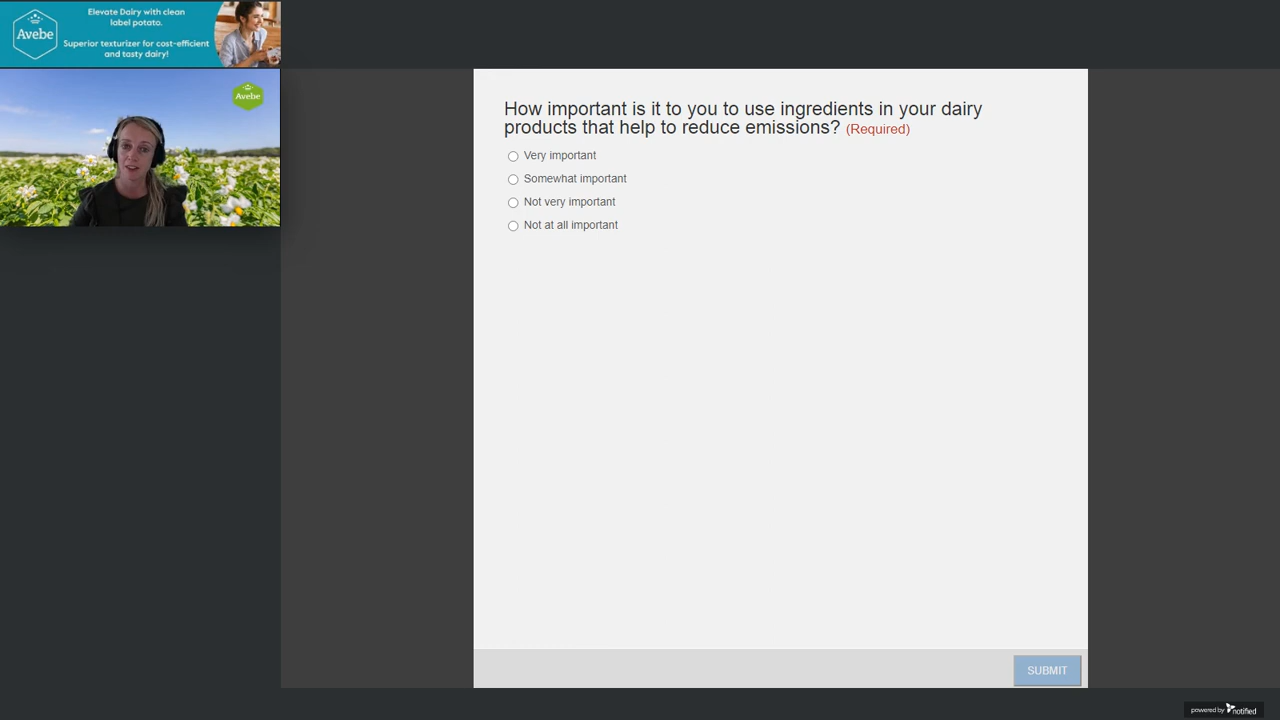 Elevate Dairy with clean
label potato.
Avebe
Superior texturizer for cost-efficient
and tasty dairy!
Avebe
How important is it to you to use ingredients in your dairy
products that help to reduce emissions? (Required)
Very important
Somewhat important
Not very important
Not at all important
SUBMIT
powered by notified